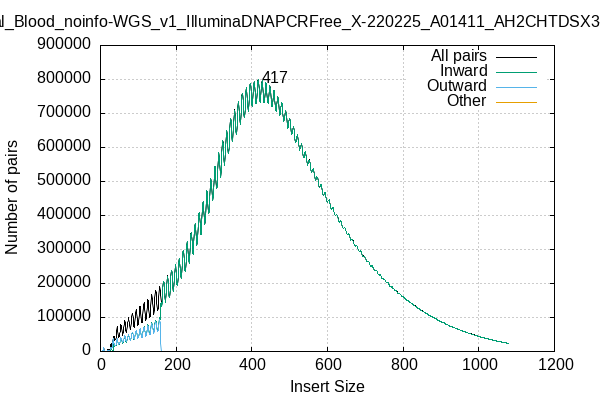 al_Blood_noinfo-WGS_v1_IlluminaDNAPCRFree_X-220225_A01411_AH2CHTDSX3
900000
800000
700000
600000
500000
400000
300000
200000
100000
0
Number of pairs
417
All pairs
Inward
Outward
Other
0 200 400 600 800 1000 1200
Insert Size